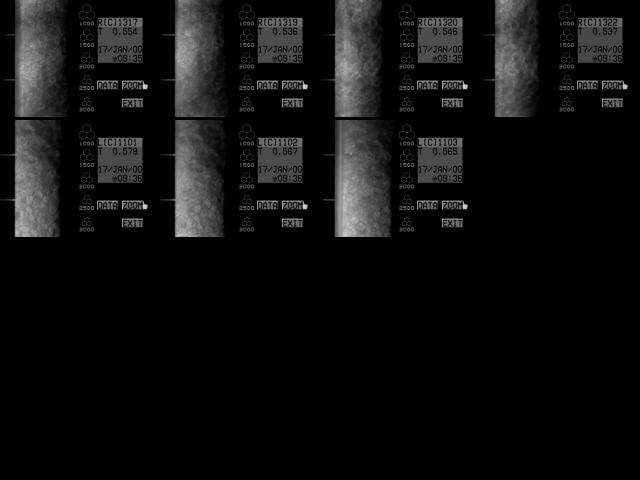 R(C)1317
1000
T 0.554
1500
17/JAN/00
09:35
2000
2500
DATA ZOOM
EXIT
3000
R(C)1319
1000
T 0.536
1500
17/JAN/00
09:35
2000
2500
DATA ZOOM
EXIT
3000
R(C)1320
1000
T 0.546
1500
17/JAN/00
09:35
2000
2500
DATA ZOOM
EXIT
3000
R(C)1322
1000
T 0.537
1500
17/JAN/00
09:36
2000
2500
DATA ZOOM
EXIT
3000
L(C)1101
1000
T 0.579
1500
17/JAN/00
09:36
2000
2500
DATA ZOOM
EXIT
3000
L(C)1102
1000
T 0.567
1500
17/JAN/00
09:36
2000
2500
DATA ZOOM
EXIT
3000
L(C)1103
1000
T 0.565
1500
17/JAN/00
09:36
2000
2500
DATA ZOOM
EXIT
3000